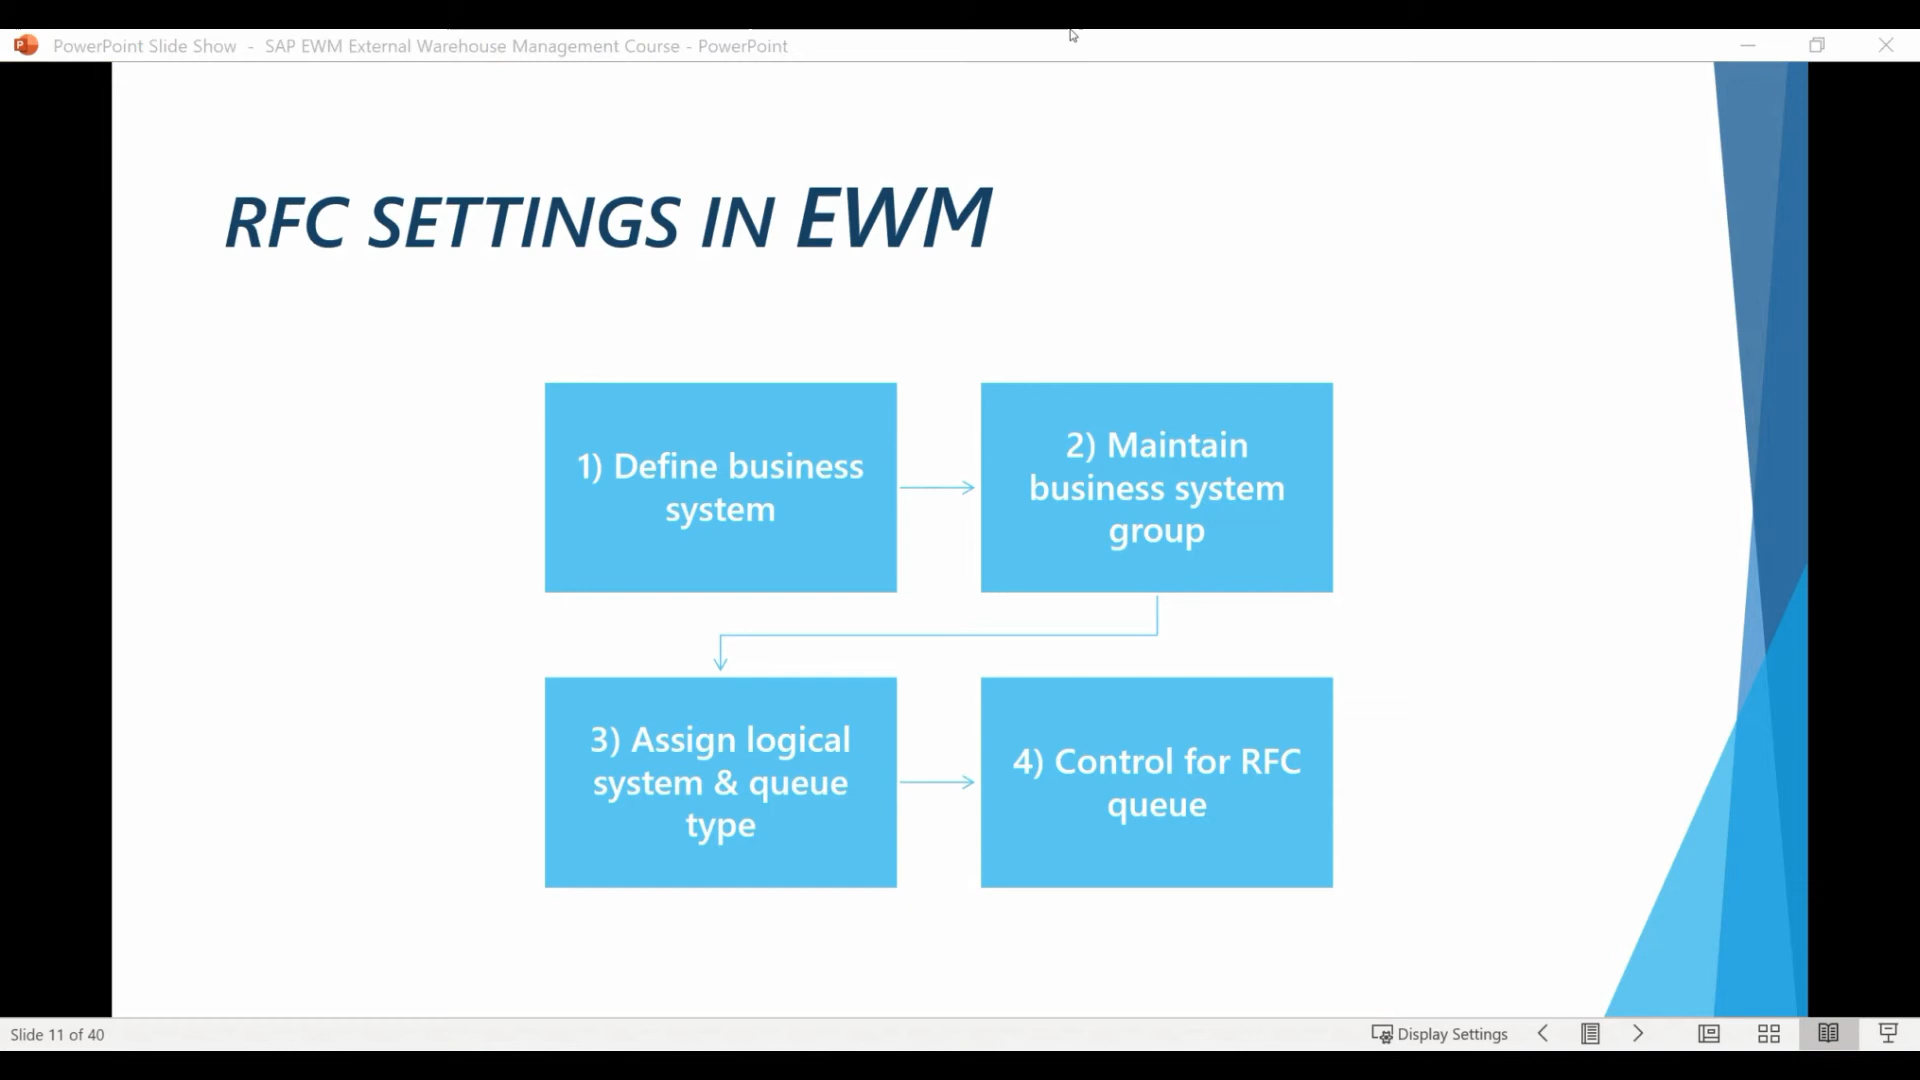 PowerPoint Slide Show - SAP EWM External Warehouse Management Course - PowerPoint
RFC SETTINGS IN EWM
1) Define business
system
2) Maintain
business system
group
3) Assign logical
system & queue
type
4) Control for RFC
queue
Slide 11 of 40
Display Settings